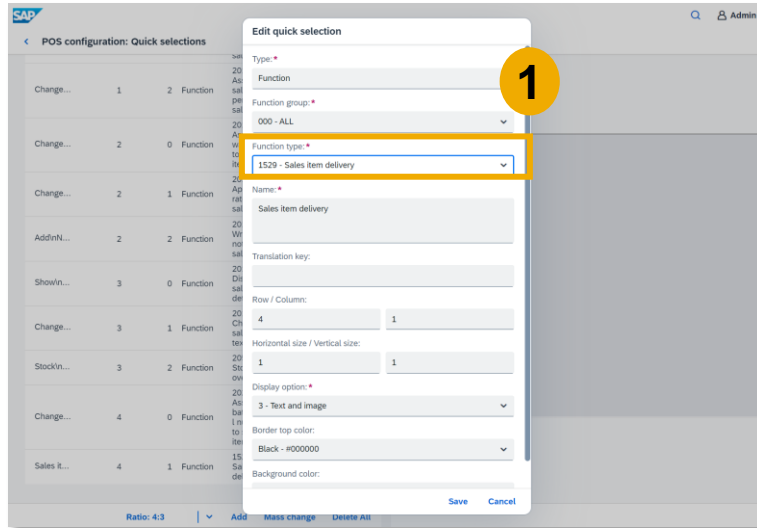 SAP
Admin
POS configuration: Quick selections
Change... 1 2 Function
Change... 2 0 Function
Change... 2 1 Function
Add\nN... 2 2 Function
Show\n... 3 0 Function
Change... 3 1 Function
Stock\n... 3 2 Function
Change... 4 0 Function
Sales it... 4 1 Function
Ratio: 4:3 Add Mass change Delete All
Edit quick selection
Type:*
Function
1
Function group:*
000 - ALL
Function type:*
1529 - Sales item delivery
Name:*
Sales item delivery
Translation key:
Row / Column:
4 1
Horizontal size / Vertical size:
1 1
Display option:*
3 - Text and image
Border top color:
Black - #000000
Background color:
Save Cancel